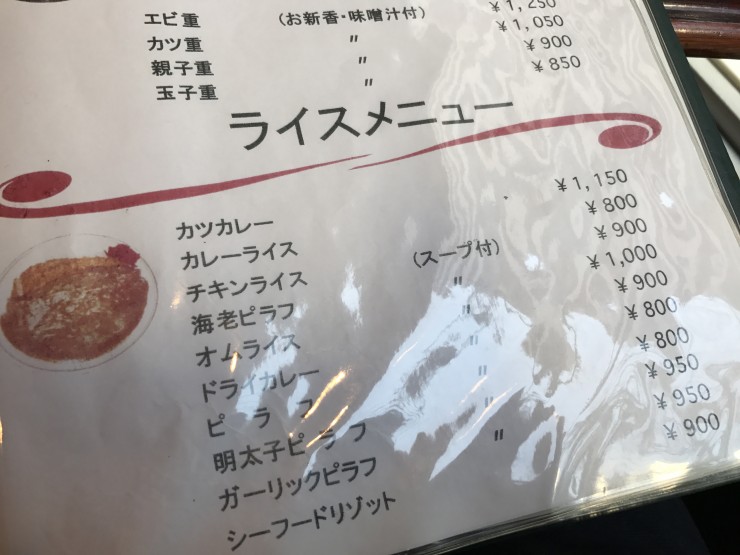 エビ重 (お新香・味噌汁付) ¥1,250
カツ重 〃 ¥1,050
親子重 〃 ¥900
玉子重 〃 ¥850
ライスメニュー
カツカレー ¥1,150
カレーライス ¥800
チキンライス (スープ付) ¥900
海老ピラフ 〃 ¥1,000
オムライス 〃 ¥900
ドライカレー 〃 ¥800
ピラフ 〃 ¥800
明太子ピラフ 〃 ¥950
ガーリックピラフ 〃 ¥950
シーフードリゾット ¥900